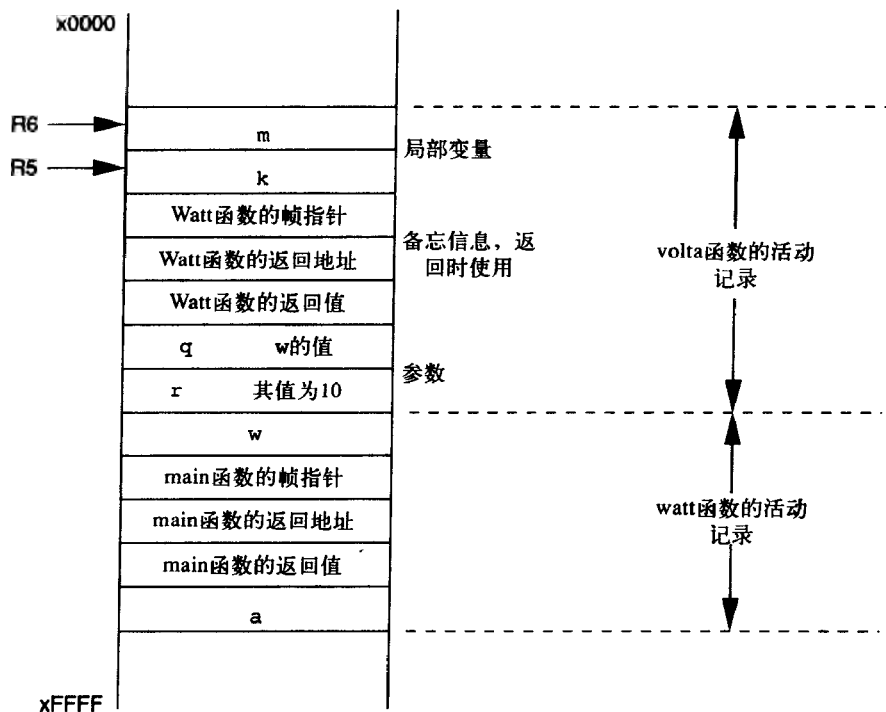 x0000
R6
m
局部变量
R5
k
Watt函数的帧指针
备忘信息，返
回时使用
Watt函数的返回地址
volta函数的活动
记录
Watt函数的返回值
q w的值
参数
r 其值为10
w
main函数的帧指针
main函数的返回地址
watt函数的活动
记录
main函数的返回值
a
xFFFF